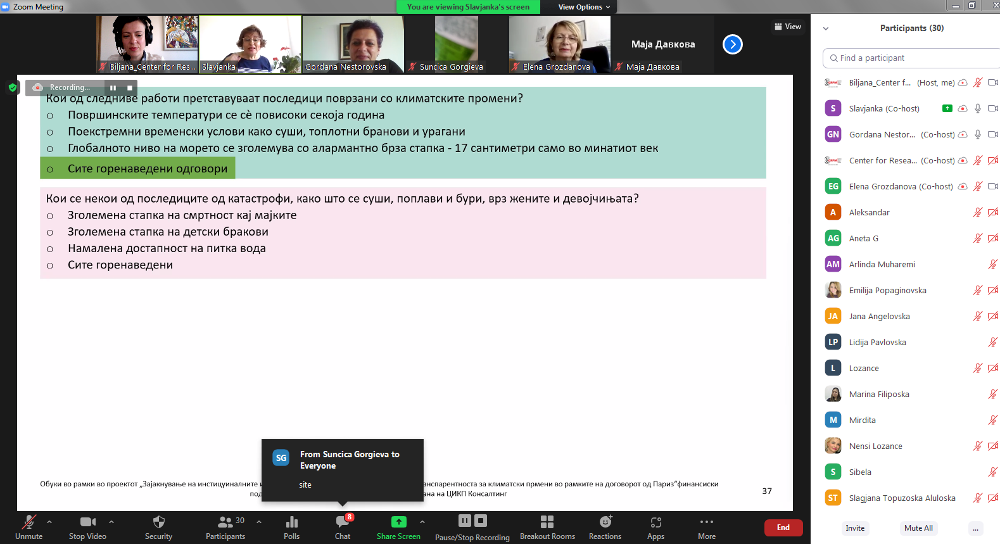 Zoom Meeting
You are viewing Slavjanka's screen
View Options
Biljana_Center for Res...
Slavjanka
Gordana Nestorovska
Suncica Gorgieva
Elena Grozdanova
Маја Давкова
Маја Давкова
View
Recording...
Кои од следниве работи претставуваат последици поврзани со климатските промени?
o Површинските температури се сѐ повисоки секоја година
o Поекстремни временски услови како суши, топлотни бранови и урагани
o Глобалното ниво на морето се зголемува со алармантно брза стапка - 17 сантиметри само во минатиот век
o Сите горенаведени одговори
Кои се некои од последиците од катастрофи, како што се суши, поплави и бури, врз жените и девојчињата?
o Зголемена стапка на смртност кај мајките
o Зголемена стапка на детски бракови
o Намалена достапност на питка вода
o Сите горенаведени
SG
From Suncica Gorgieva to
Everyone
site
Обуки во рамки во проектот „Зајакнување на инстицуиналните
нспарентноста за климатски прмени во рамките на договорот од Париз“финансиски
под
ана на ЦИКП Консалтинг
37
Unmute
Stop Video
Security
30
Participants
Polls
8
Chat
Share Screen
Pause/Stop Recording
Breakout Rooms
Reactions
Apps
More
End
Participants (30)
Find a participant
CRPM
Biljana_Center f... (Host, me)
S
Slavjanka (Co-host)
GN
Gordana Nestor... (Co-host)
CRPM
Center for Resea... (Co-host)
EG
Elena Grozdanova (Co-host)
A
Aleksandar
AG
Aneta G
AM
Arlinda Muharemi
Emilija Popaginovska
JA
Jana Angelovska
LP
Lidija Pavlovska
L
Lozance
Marina Filiposka
M
Mirdita
Nensi Lozance
S
Sibela
ST
Slagjana Topuzoska Aluloska
Invite
Mute All
...